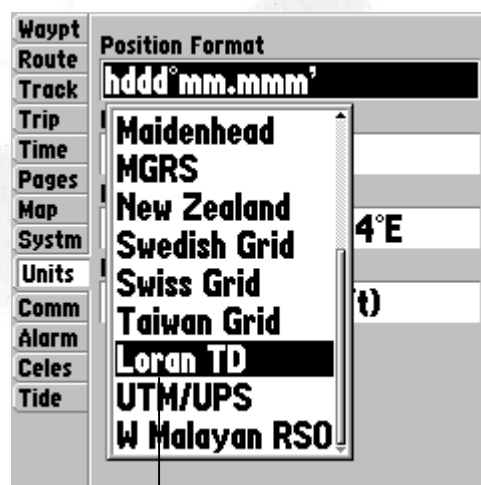 Waypt
Route
Track
Trip
Time
Pages
Map
Systm
Units
Comm
Alarm
Celes
Tide
Position Format
hddd°mm.mmm'
Maidenhead
MGRS
New Zealand
Swedish Grid
Swiss Grid
Taiwan Grid
Loran TD
UTM/UPS
W Malayan RSO
4°E
t)